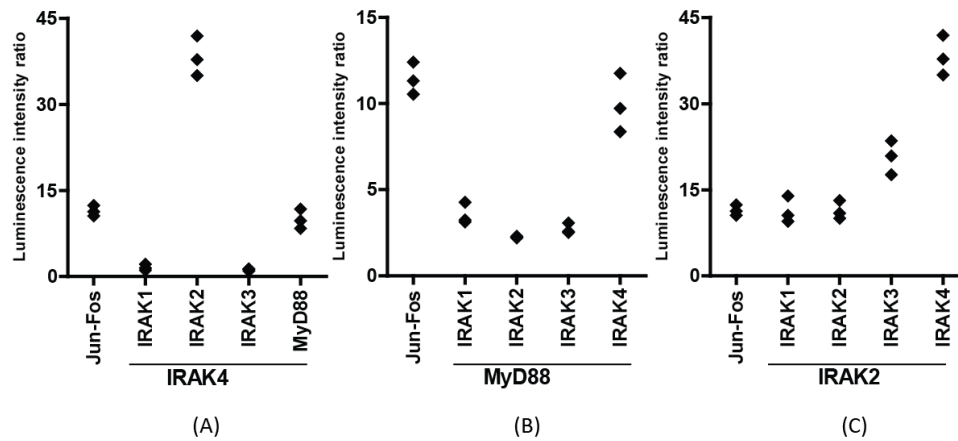 Luminescence intensity ratio
45
30
15
0
Jun-Fos
IRAK1
IRAK2
IRAK3
MyD88
IRAK4
(A)
Luminescence intensity ratio
15
10
5
0
Jun-Fos
IRAK1
IRAK2
IRAK3
IRAK4
MyD88
(B)
Luminescence intensity ratio
45
30
15
0
Jun-Fos
IRAK1
IRAK2
IRAK3
IRAK4
IRAK2
(C)